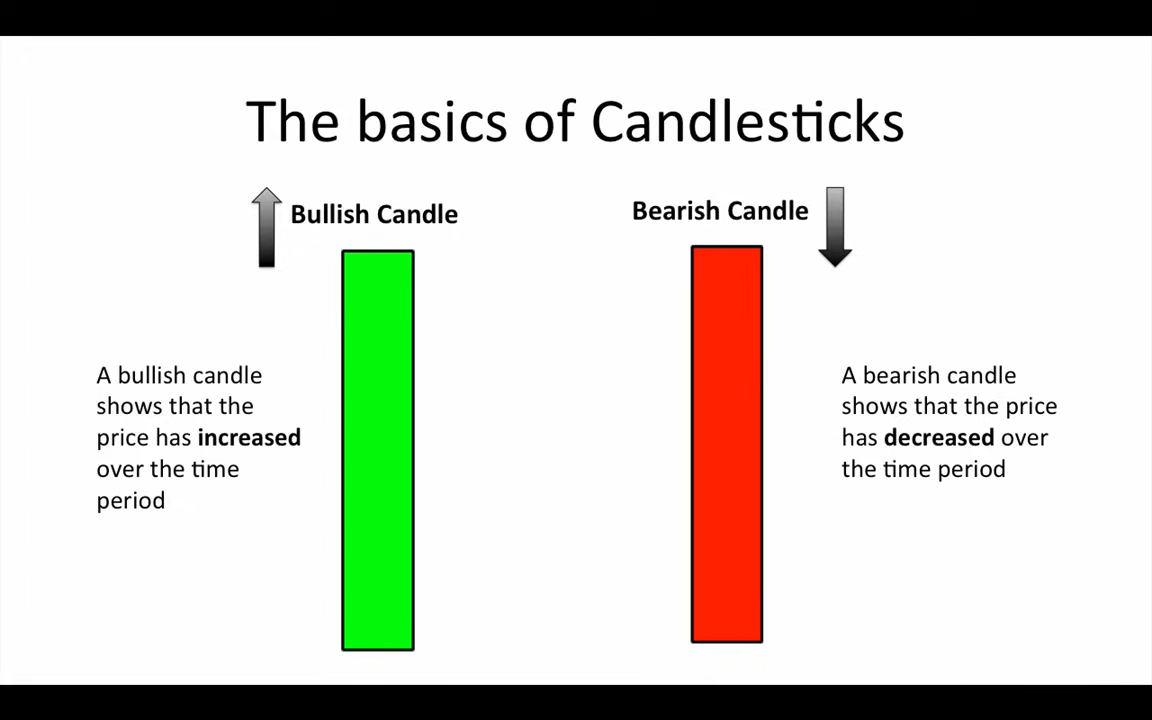 The basics of Candlesticks
Bullish Candle
Bearish Candle
A bullish candle
shows that the
price has increased
over the time
period
A bearish candle
shows that the price
has decreased over
the time period